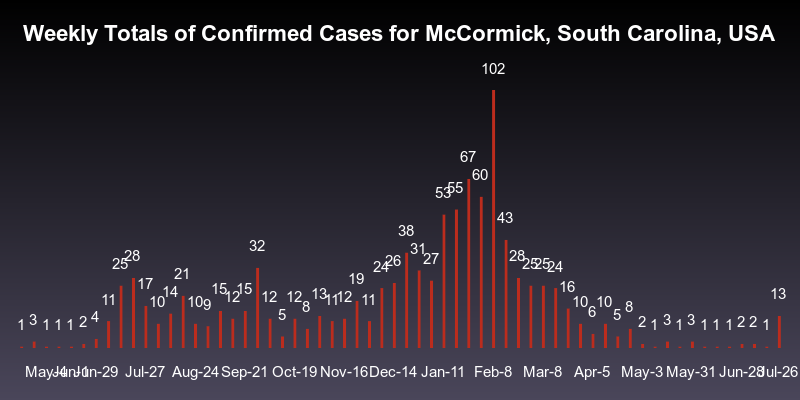 Weekly Totals of Confirmed Cases for McCormick, South Carolina, USA
1 3 1 1 1 2 4 11 25 28 17 10 14 21 10 9 15 12 15 32 12 5 12 8 13 11 12 19 11 24 26 38 31 27 53 55 67 60 102 43 28 25 25 24 16 10 6 10 5 8 2 1 3 1 3 1 1 1 2 2 1 13
May-4 Jun-1 Jun-29 Jul-27 Aug-24 Sep-21 Oct-19 Nov-16 Dec-14 Jan-11 Feb-8 Mar-8 Apr-5 May-3 May-31 Jun-28 Jul-26